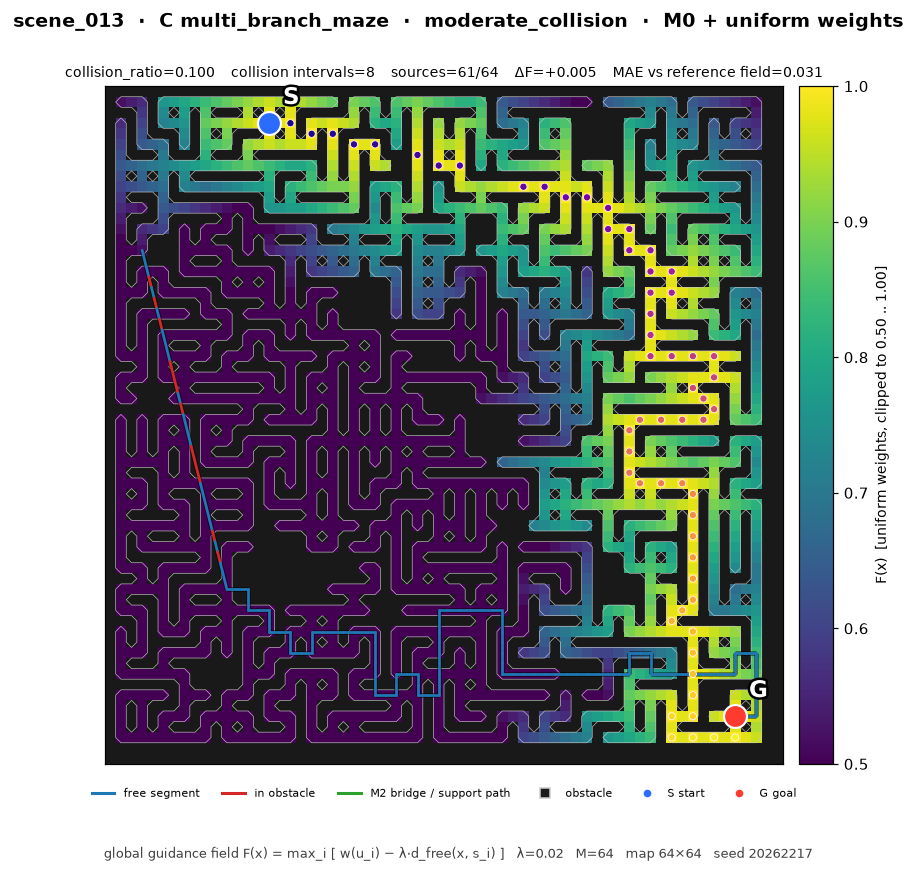 scene_013 · C multi_branch_maze · moderate_collision · M0 + uniform weights
collision_ratio=0.100 collision intervals=8 sources=61/64 ΔF=+0.005 MAE vs reference field=0.031
S
G
1.0
0.9
0.8
0.7
0.6
0.5
F(x) [uniform weights, clipped to 0.50 .. 1.00]
free segment
in obstacle
M2 bridge / support path
obstacle
S start
G goal
global guidance field F(x) = max_i [ w(u_i) − λ·d_free(x, s_i) ] λ=0.02 M=64 map 64×64 seed 20262217